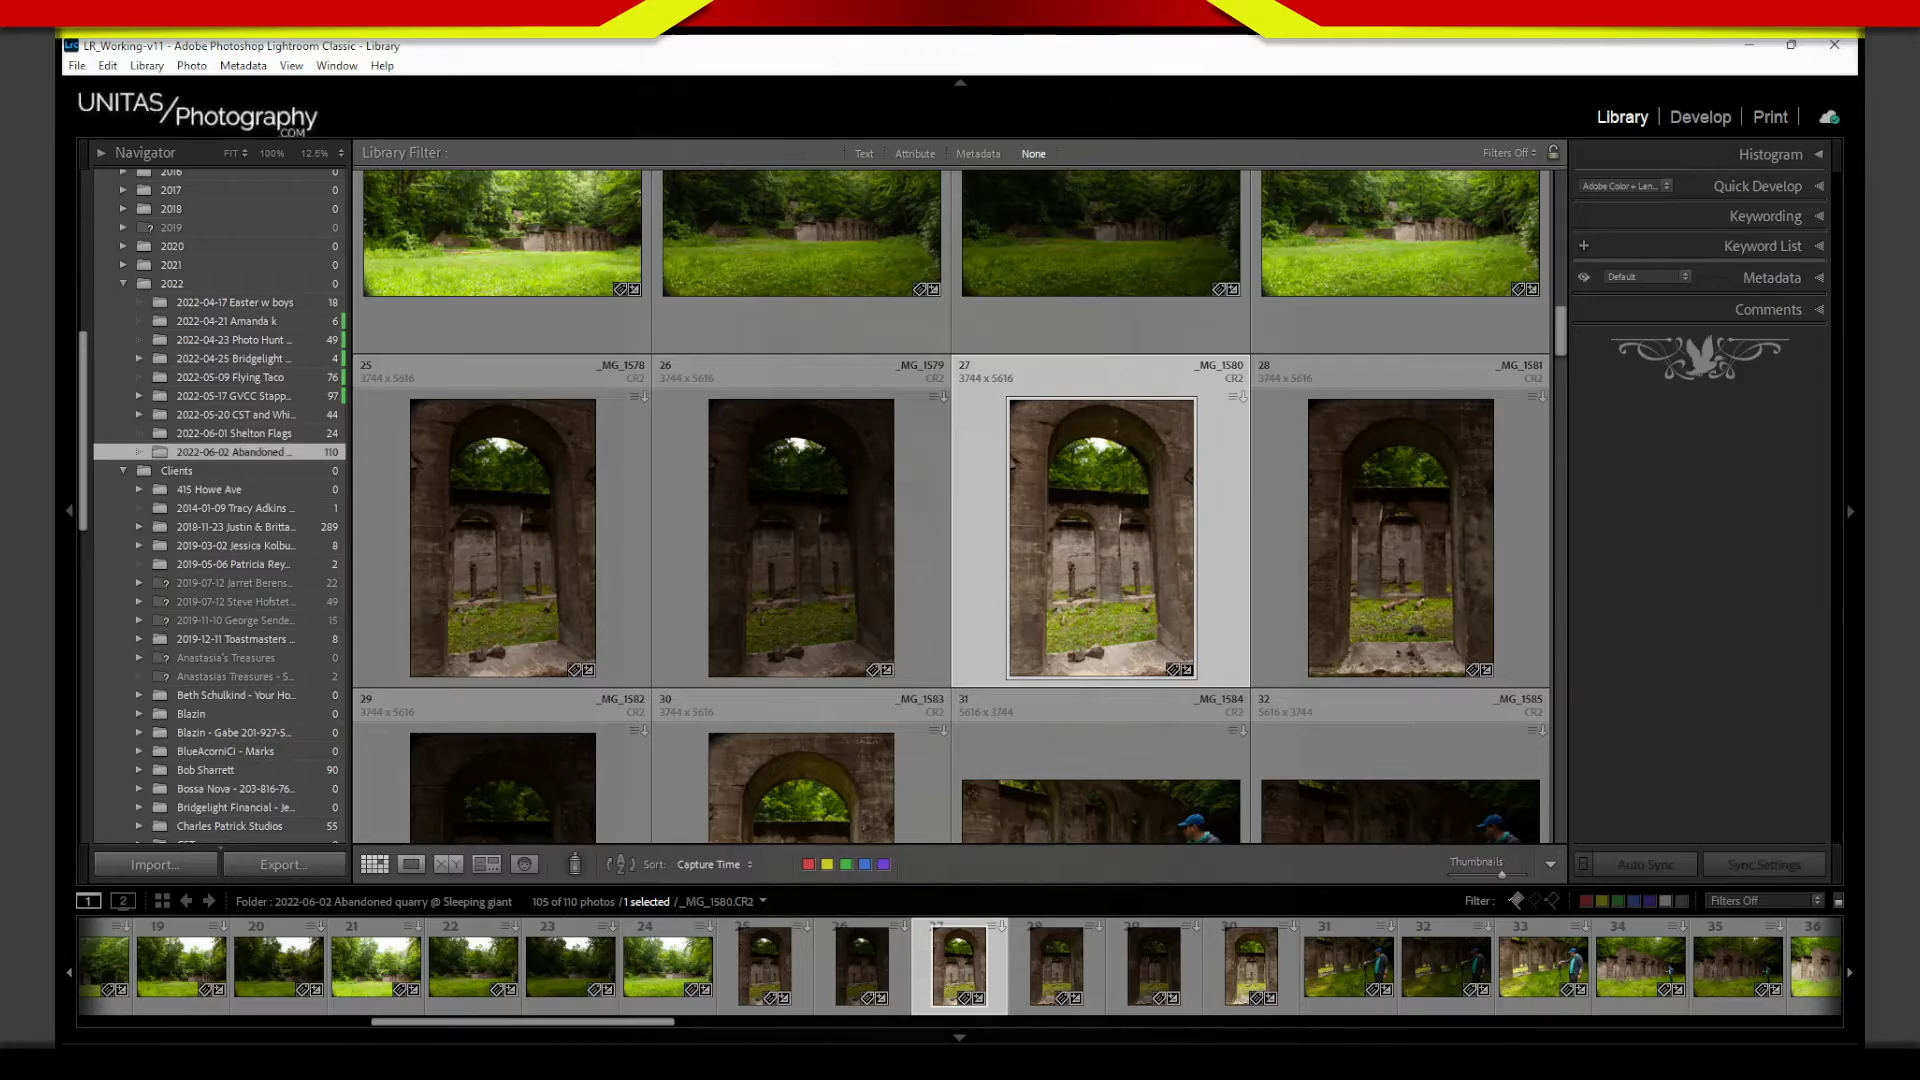 LR_Working-v11 - Adobe Photoshop Lightroom Classic - Library
File Edit Library Photo Metadata View Window Help
UNITAS/Photography
.COM
Library | Develop | Print |
Navigator FIT 100% 12.5%
Library Filter : Text Attribute Metadata None Filters Off
Histogram
Adobe Color + Len... Quick Develop
Keywording
Keyword List
Default Metadata
Comments
2016 0
2017 0
2018 0
2019 0
2020 0
2021 0
2022 0
2022-04-17 Easter w boys 18
2022-04-21 Amanda k 6
2022-04-23 Photo Hunt ... 49
2022-04-25 Bridgelight ... 4
2022-05-09 Flying Taco 76
2022-05-17 GVCC Stapp... 97
2022-05-20 CST and Whi... 44
2022-06-01 Shelton Flags 24
2022-06-02 Abandoned ... 110
Clients 0
415 Howe Ave 0
2014-01-09 Tracy Adkins ... 1
2018-11-23 Justin & Britta... 289
2019-03-02 Jessica Kolbu... 8
2019-05-06 Patricia Rey... 2
2019-07-12 Jarret Berens... 22
2019-07-12 Steve Hofstet... 49
2019-11-10 George Sende... 15
2019-12-11 Toastmasters ... 8
Anastasia's Treasures 0
Anastasias Treasures - S... 2
Beth Schulkind - Your Ho... 0
Blazin 0
Blazin - Gabe 201-927-5... 0
BlueAcorniCi - Marks 0
Bob Sharrett 90
Bossa Nova - 203-816-76... 0
Bridgelight Financial - Je... 0
Charles Patrick Studios 55
25 _MG_1578
3744 x 5616 CR2
26 _MG_1579
3744 x 5616 CR2
27 _MG_1580
3744 x 5616 CR2
28 _MG_1581
3744 x 5616 CR2
29 _MG_1582
3744 x 5616 CR2
30 _MG_1583
3744 x 5616 CR2
31 _MG_1584
5616 x 3744 CR2
32 _MG_1585
5616 x 3744 CR2
Import... Export... XY Sort: Capture Time Thumbnails Auto Sync Sync Settings
1 2 Folder : 2022-06-02 Abandoned quarry @ Sleeping giant 105 of 110 photos /1 selected /_MG_1580.CR2 Filter : Filters Off
19 20 21 22 23 24 25 26 27 28 29 30 31 32 33 34 35 36